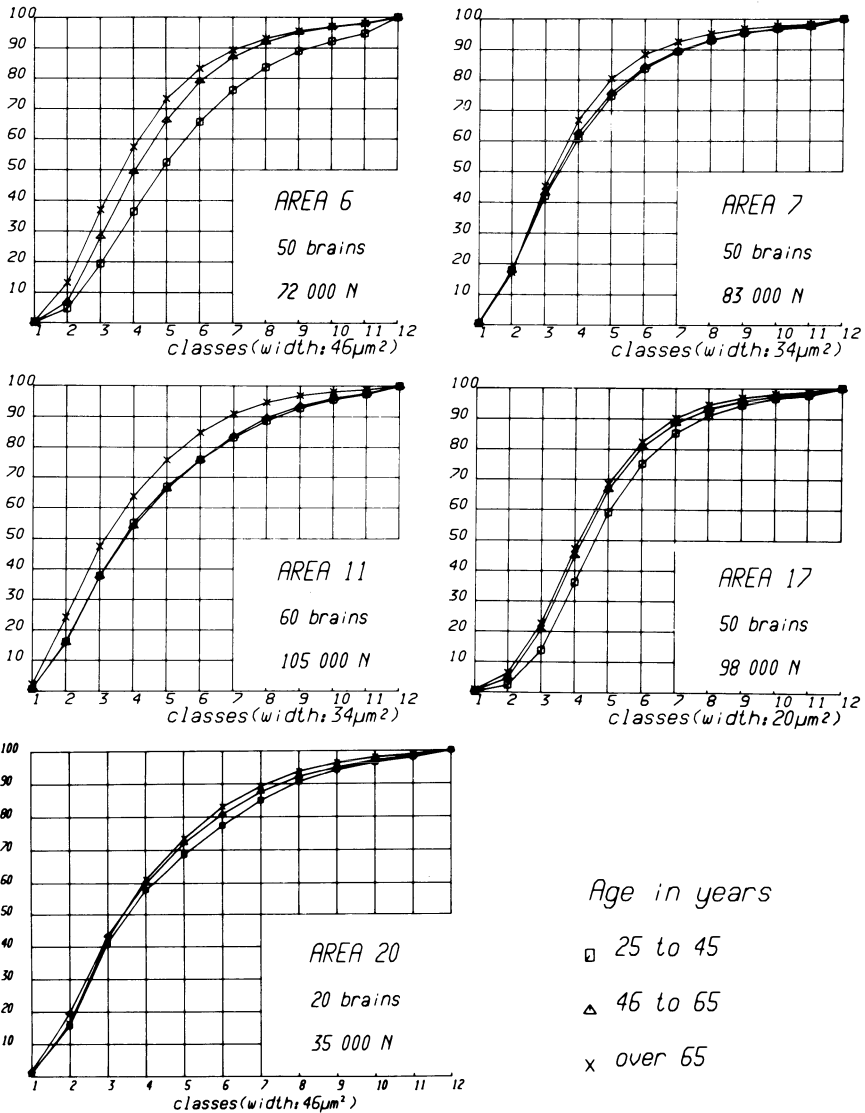 100
90
80
70
60
50
40
30
20
10
AREA 6
50 brains
72 000 N
1 2 3 4 5 6 7 8 9 10 11 12
classes(width:46µm²)
100
90
80
70
60
50
40
30
20
10
AREA 7
50 brains
83 000 N
1 2 3 4 5 6 7 8 9 10 11 12
classes(width:34µm²)
100
90
80
70
60
50
40
30
20
10
AREA 11
60 brains
105 000 N
1 2 3 4 5 6 7 8 9 10 11 12
classes(width:34µm²)
100
90
80
70
60
50
40
30
20
10
AREA 17
50 brains
98 000 N
1 2 3 4 5 6 7 8 9 10 11 12
classes(width:20µm²)
100
90
80
70
60
50
40
30
20
10
AREA 20
20 brains
35 000 N
1 2 3 4 5 6 7 8 9 10 11 12
classes(width:46µm²)
Age in years
25 to 45
46 to 65
over 65